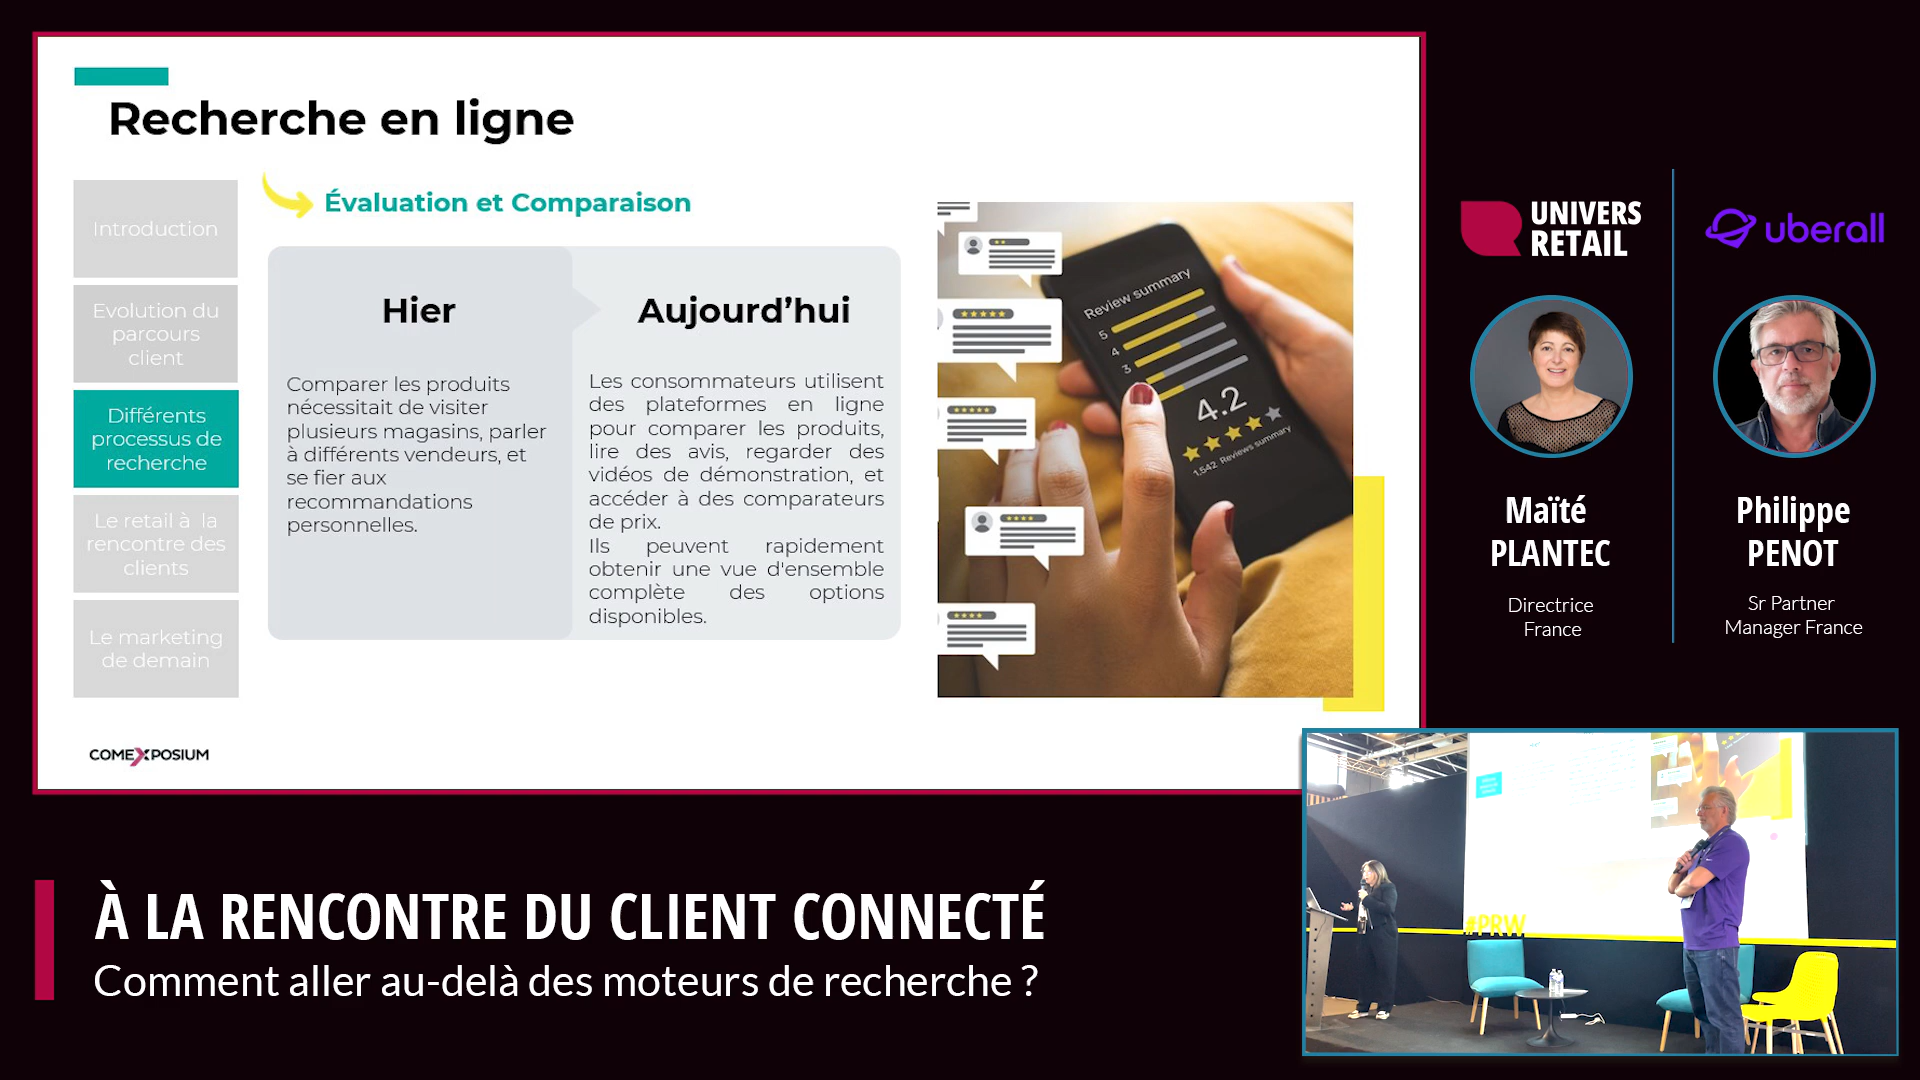 Recherche en ligne
Introduction
Evolution du
parcours
client
Différents
processus de
recherche
Le retail à la
rencontre des
clients
Le marketing
de demain
Évaluation et Comparaison
Hier
Comparer les produits
nécessitait de visiter
plusieurs magasins, parler
à différents vendeurs, et
se fier aux
recommandations
personnelles.
Aujourd’hui
Les consommateurs utilisent
des plateformes en ligne
pour comparer les produits,
lire des avis, regarder des
vidéos de démonstration, et
accéder à des comparateurs
de prix.
Ils peuvent rapidement
obtenir une vue d'ensemble
complète des options
disponibles.
Review summary
5
4
3
4.2
1,542 Reviews summary
COMEXPOSIUM
UNIVERS
RETAIL
uberall
Maïté
PLANTEC
Directrice
France
Philippe
PENOT
Sr Partner
Manager France
#PRW
À LA RENCONTRE DU CLIENT CONNECTÉ
Comment aller au-delà des moteurs de recherche ?